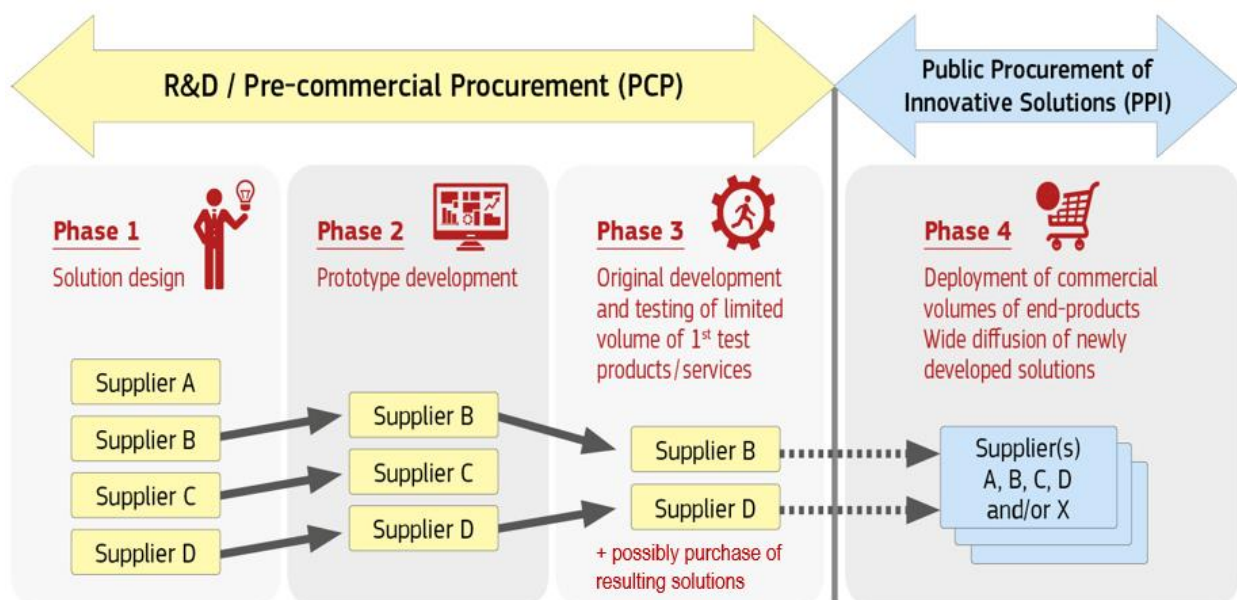 R&D / Pre-commercial Procurement (PCP)
Public Procurement of
Innovative Solutions (PPI)
Phase 1
Solution design
Supplier A
Supplier B
Supplier C
Supplier D
Phase 2
Prototype development
Supplier B
Supplier C
Supplier D
Phase 3
Original development
and testing of limited
volume of 1st test
products/services
Supplier B
Supplier D
+ possibly purchase of
resulting solutions
Phase 4
Deployment of commercial
volumes of end-products
Wide diffusion of newly
developed solutions
Supplier(s)
A, B, C, D
and/or X